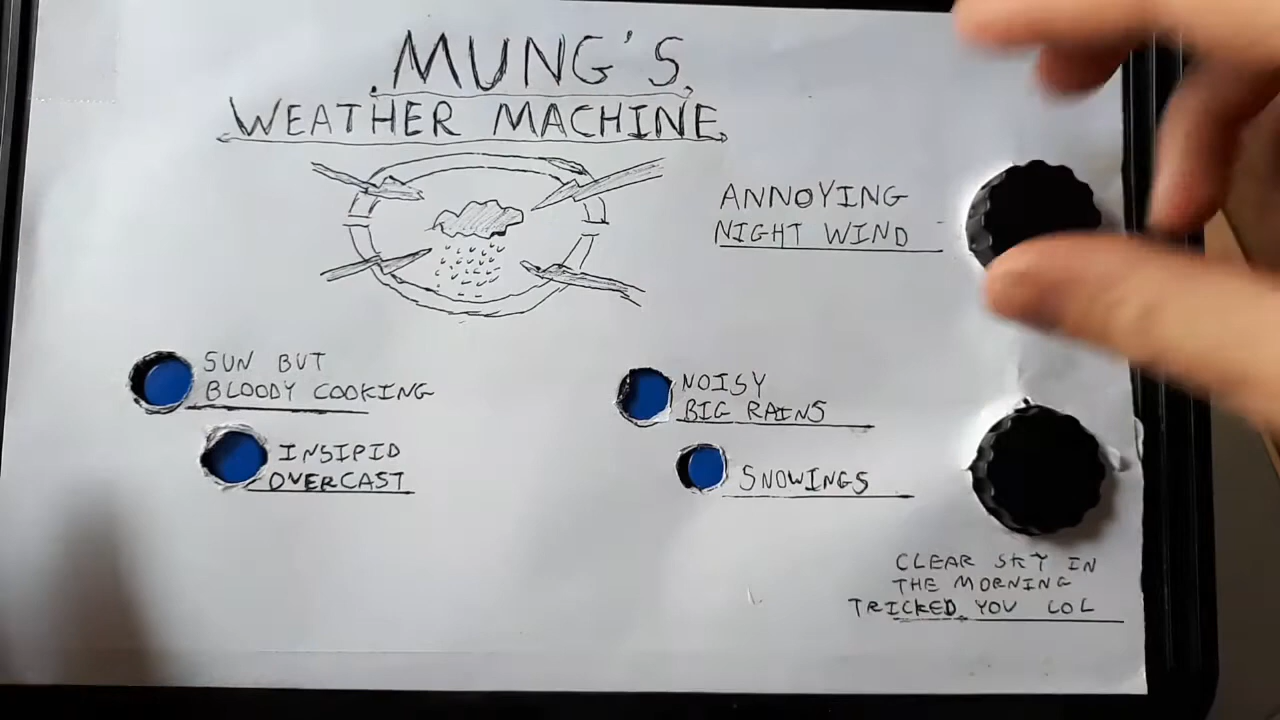 MUNG'S
WEATHER MACHINE
ANNOYING
NIGHT WIND
SUN BUT
BLOODY COOKING
NOISY
BIG RAINS
INSIPID
OVERCAST
SNOWINGS
CLEAR SKY IN
THE MORNING
TRICKED YOU LOL